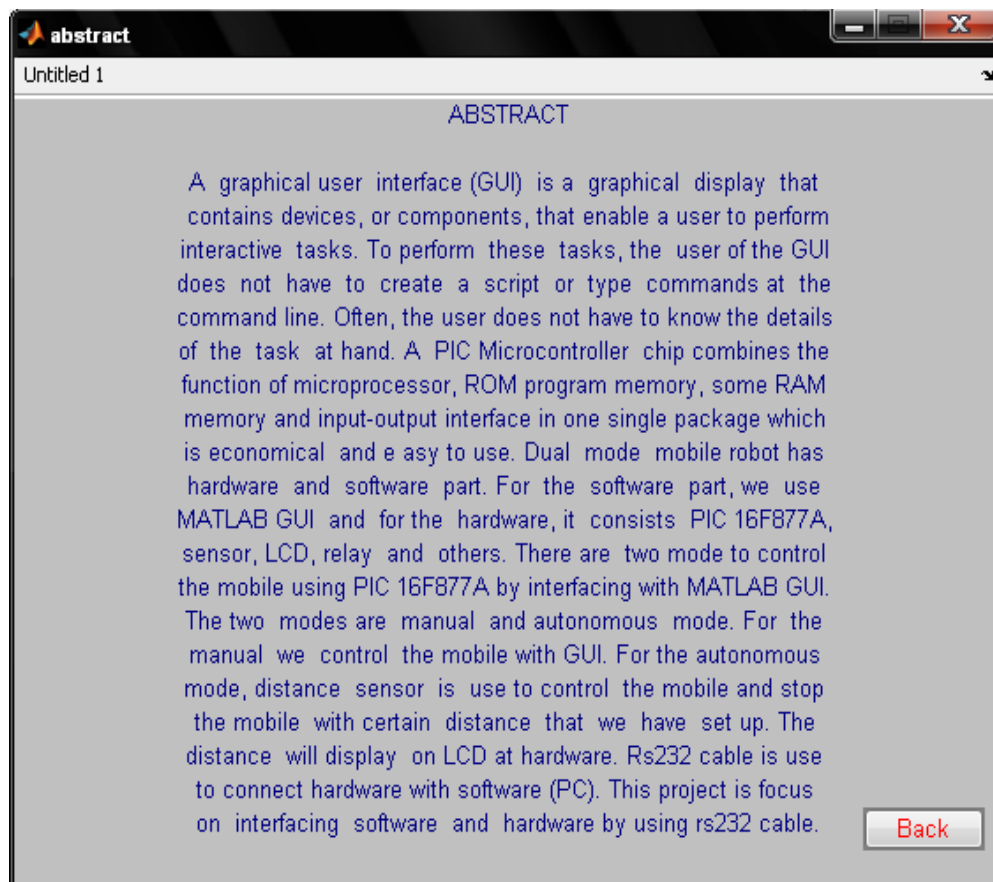 abstract
Untitled 1
ABSTRACT
A graphical user interface (GUI) is a graphical display that
contains devices, or components, that enable a user to perform
interactive tasks. To perform these tasks, the user of the GUI
does not have to create a script or type commands at the
command line. Often, the user does not have to know the details
of the task at hand. A PIC Microcontroller chip combines the
function of microprocessor, ROM program memory, some RAM
memory and input-output interface in one single package which
is economical and e asy to use. Dual mode mobile robot has
hardware and software part. For the software part, we use
MATLAB GUI and for the hardware, it consists PIC 16F877A,
sensor, LCD, relay and others. There are two mode to control
the mobile using PIC 16F877A by interfacing with MATLAB GUI.
The two modes are manual and autonomous mode. For the
manual we control the mobile with GUI. For the autonomous
mode, distance sensor is use to control the mobile and stop
the mobile with certain distance that we have set up. The
distance will display on LCD at hardware. Rs232 cable is use
to connect hardware with software (PC). This project is focus
on interfacing software and hardware by using rs232 cable.
Back